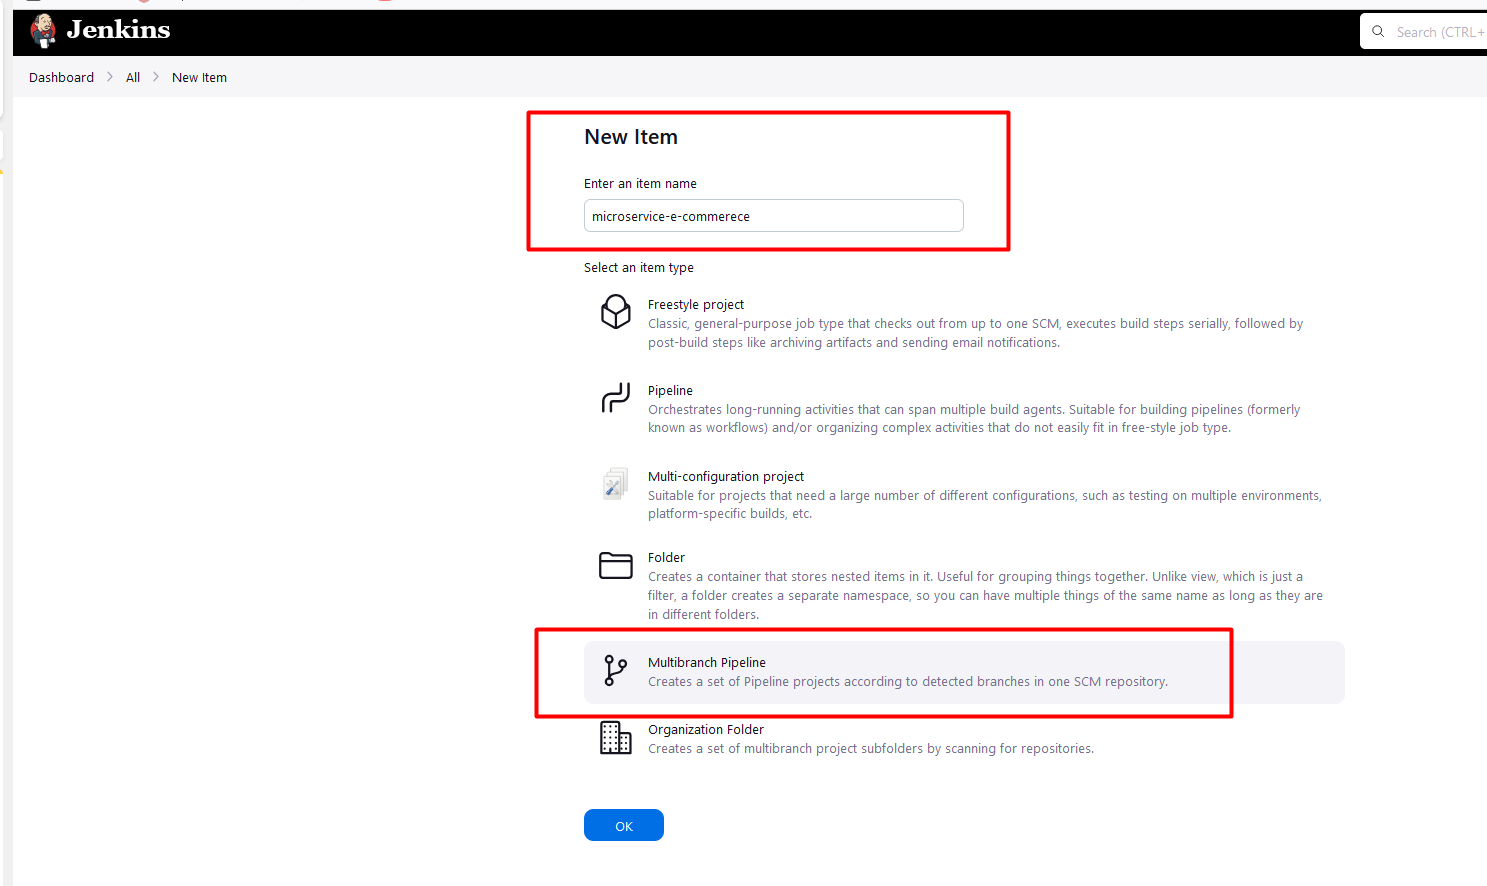 Jenkins
Search (CTRL+
Dashboard > All > New Item
New Item
Enter an item name
microservice-e-commerece
Select an item type
Freestyle project
Classic, general-purpose job type that checks out from up to one SCM, executes build steps serially, followed by
post-build steps like archiving artifacts and sending email notifications.
Pipeline
Orchestrates long-running activities that can span multiple build agents. Suitable for building pipelines (formerly
known as workflows) and/or organizing complex activities that do not easily fit in free-style job type.
Multi-configuration project
Suitable for projects that need a large number of different configurations, such as testing on multiple environments,
platform-specific builds, etc.
Folder
Creates a container that stores nested items in it. Useful for grouping things together. Unlike view, which is just a
filter, a folder creates a separate namespace, so you can have multiple things of the same name as long as they are
in different folders.
Multibranch Pipeline
Creates a set of Pipeline projects according to detected branches in one SCM repository.
Organization Folder
Creates a set of multibranch project subfolders by scanning for repositories.
OK